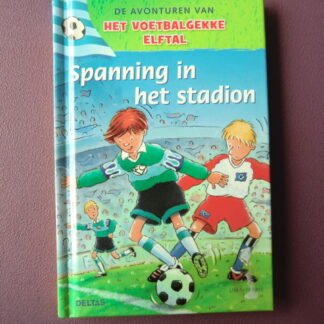 DE AVONTUREN VAN
HET VOETBALGEKKE
ELFTAL
Spanning in
het stadion
DELTAS